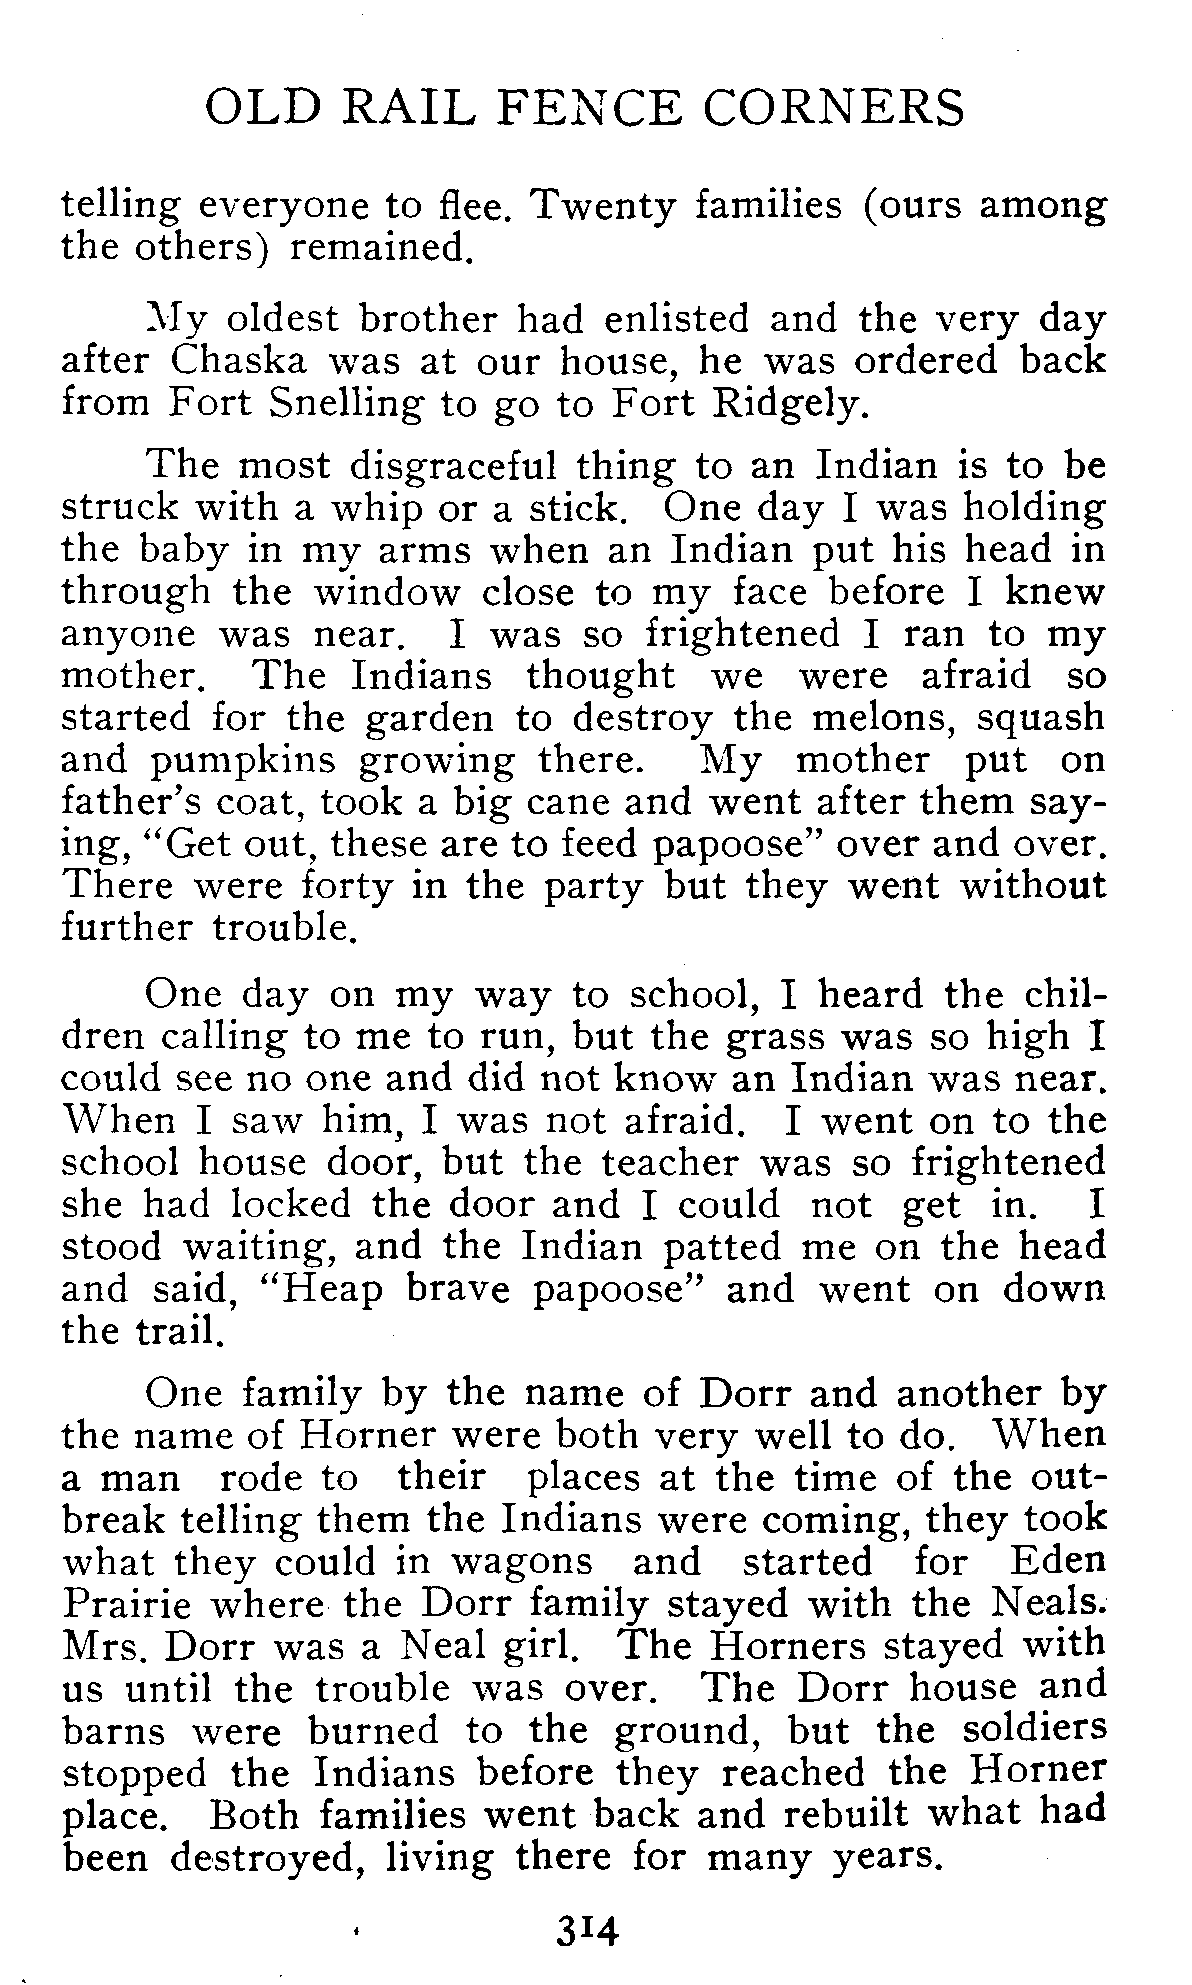 OLD RAIL FENCE CORNERS
telling everyone to flee. Twenty families (ours among
the others) remained.
My oldest brother had enlisted and the very day
after Chaska was at our house, he was ordered back
from Fort Snelling to go to Fort Ridgely.
The most disgraceful thing to an Indian is to be
struck with a whip or a stick. One day I was holding
the baby in my arms when an Indian put his head in
through the window close to my face before I knew
anyone was near. I was so frightened I ran to my
mother. The Indians thought we were afraid so
started for the garden to destroy the melons, squash
and pumpkins growing there. My mother put on
father's coat, took a big cane and went after them say-
ing, "Get out, these are to feed papoose" over and over.
There were forty in the party but they went without
further trouble.
One day on my way to school, I heard the chil-
dren calling to me to run, but the grass was so high I
could see no one and did not know an Indian was near.
When I saw him, I was not afraid. I went on to the
school house door, but the teacher was so frightened
she had locked the door and I could not get in. I
stood waiting, and the Indian patted me on the head
and said, "Heap brave papoose" and went on down
the trail.
One family by the name of Dorr and another by
the name of Horner were both very well to do. When
a man rode to their places at the time of the out-
break telling them the Indians were coming, they took
what they could in wagons and started for Eden
Prairie where the Dorr family stayed with the Neals.
Mrs. Dorr was a Neal girl. The Horners stayed with
us until the trouble was over. The Dorr house and
barns were burned to the ground, but the soldiers
stopped the Indians before they reached the Horner
place. Both families went back and rebuilt what had
been destroyed, living there for many years.
314